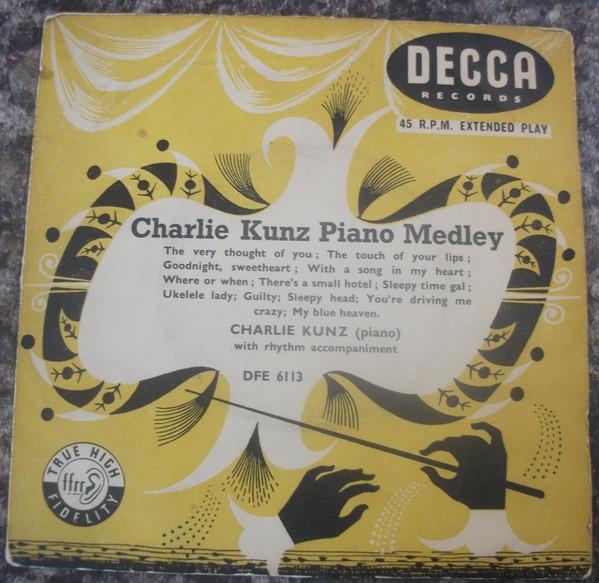 DECCA
RECORDS
45 R.P.M. EXTENDED PLAY
Charlie Kunz Piano Medley
The very thought of you; The touch of your lips;
Goodnight, sweetheart; With a song in my heart;
Where or when; There's a small hotel; Sleepy time gal;
Ukelele lady; Guilty; Sleepy head; You're driving me
crazy; My blue heaven.
CHARLIE KUNZ (piano)
with rhythm accompaniment
DFE 6113
TRUE HIGH
ffrr
FIDELITY